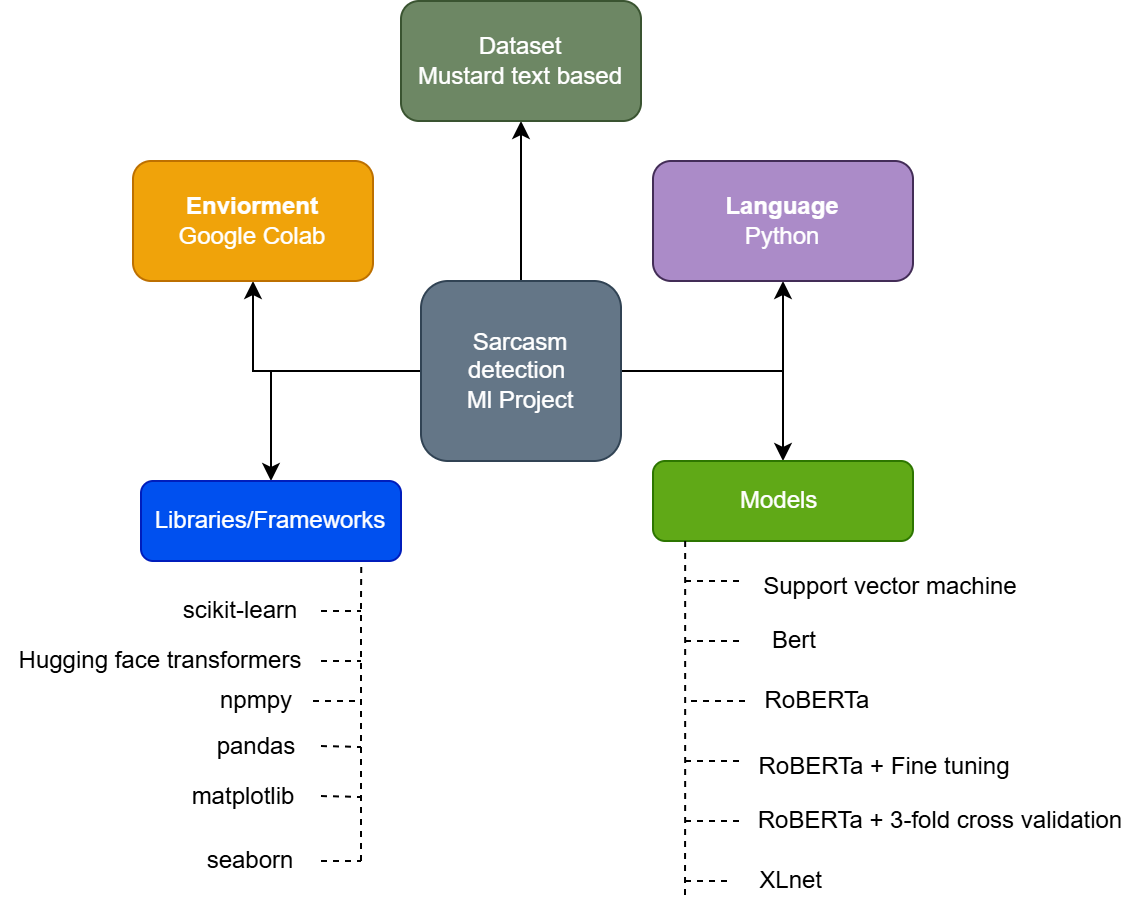 Dataset
Mustard text based
Enviorment
Google Colab
Language
Python
Sarcasm
detection
Ml Project
Libraries/Frameworks
scikit-learn
Hugging face transformers
npmpy
pandas
matplotlib
seaborn
Models
Support vector machine
Bert
RoBERTa
RoBERTa + Fine tuning
RoBERTa + 3-fold cross validation
XLnet